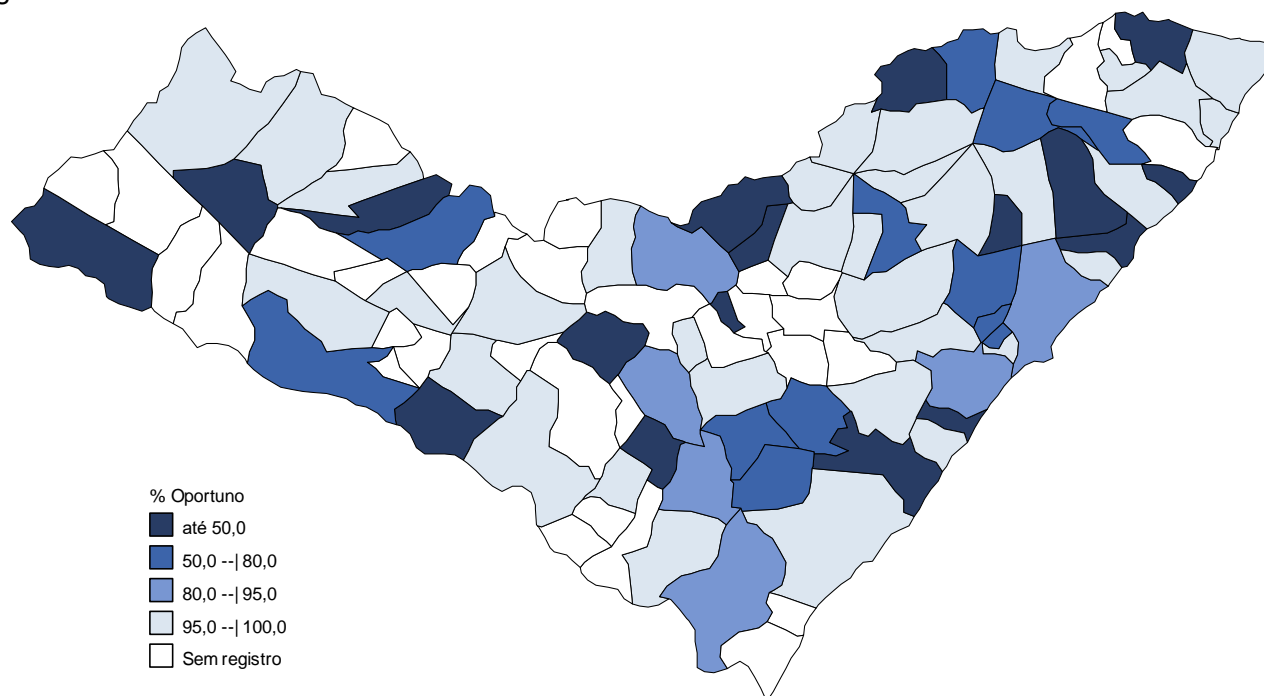 % Oportuno
até 50,0
50,0 --| 80,0
80,0 --| 95,0
95,0 --| 100,0
Sem registro